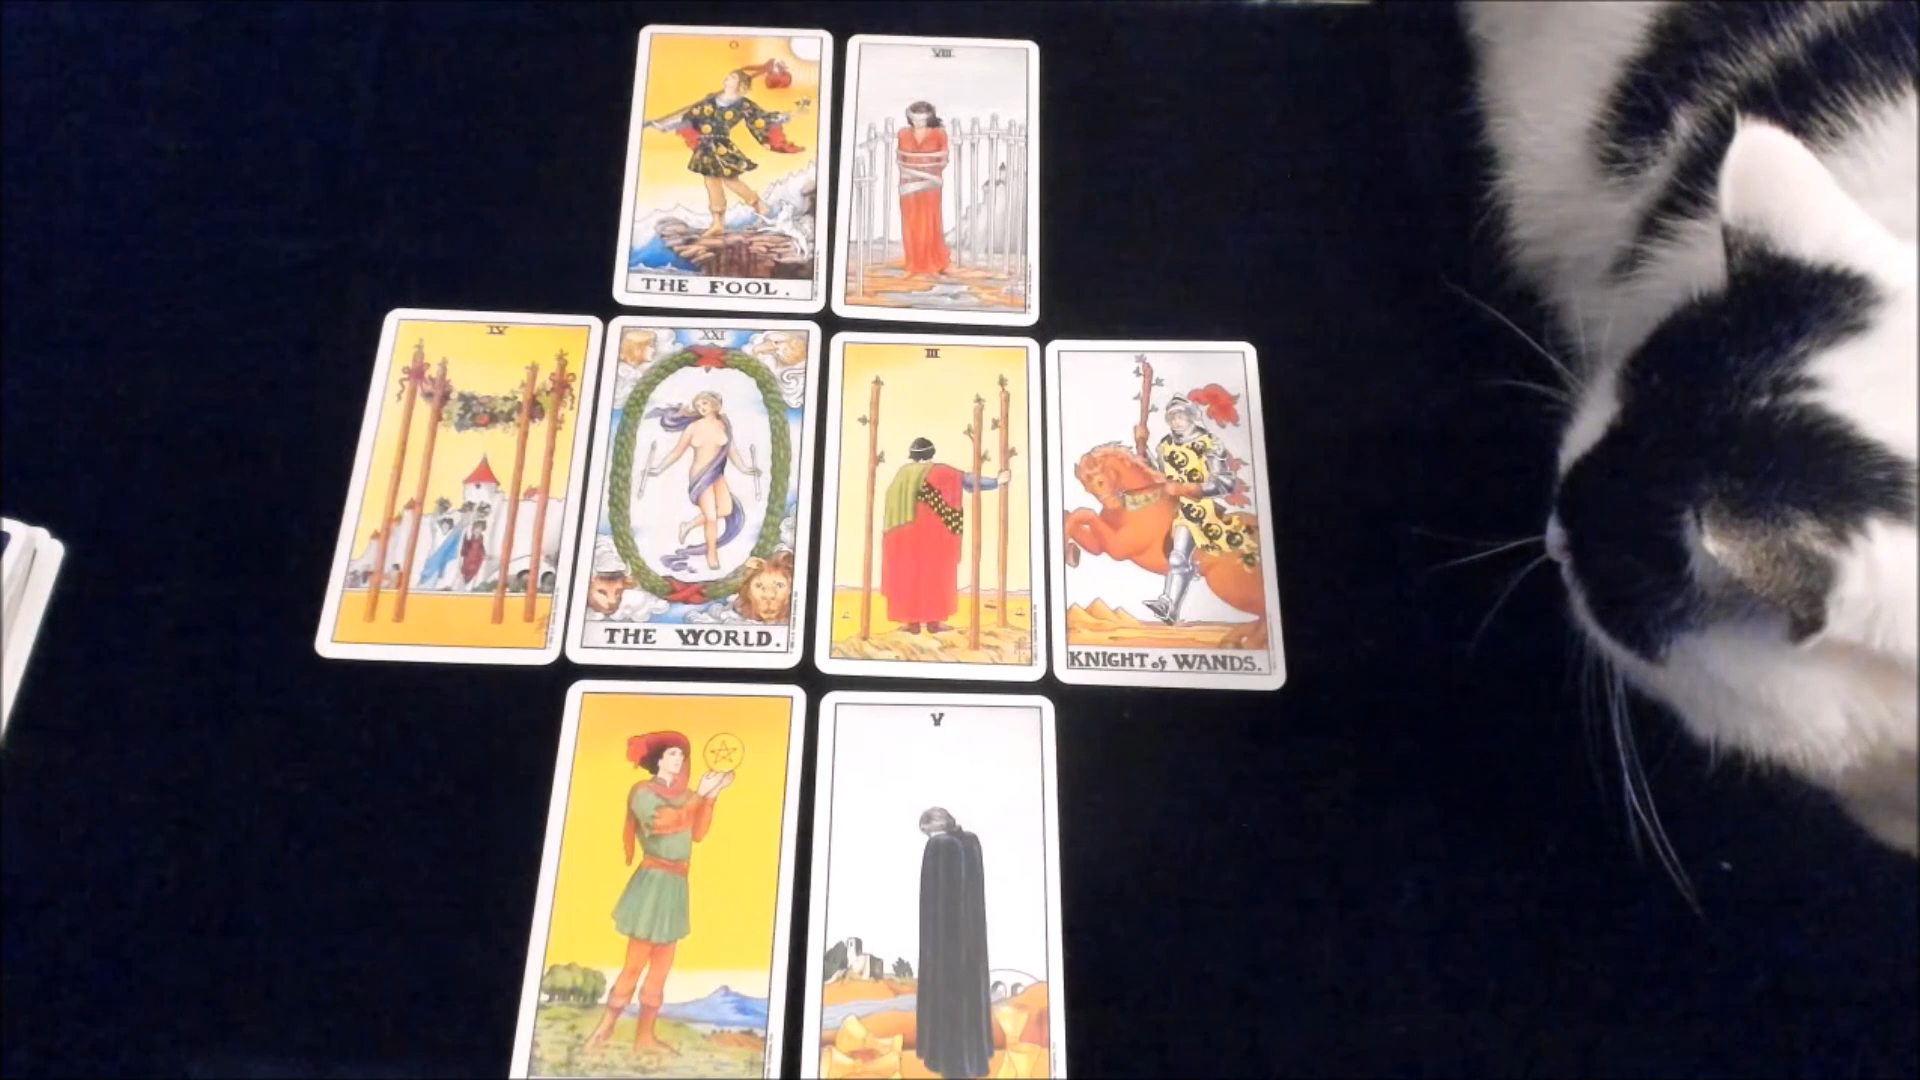 0
VIII
THE FOOL.
IV
XXI
III
THE WORLD.
KNIGHT of WANDS.
V